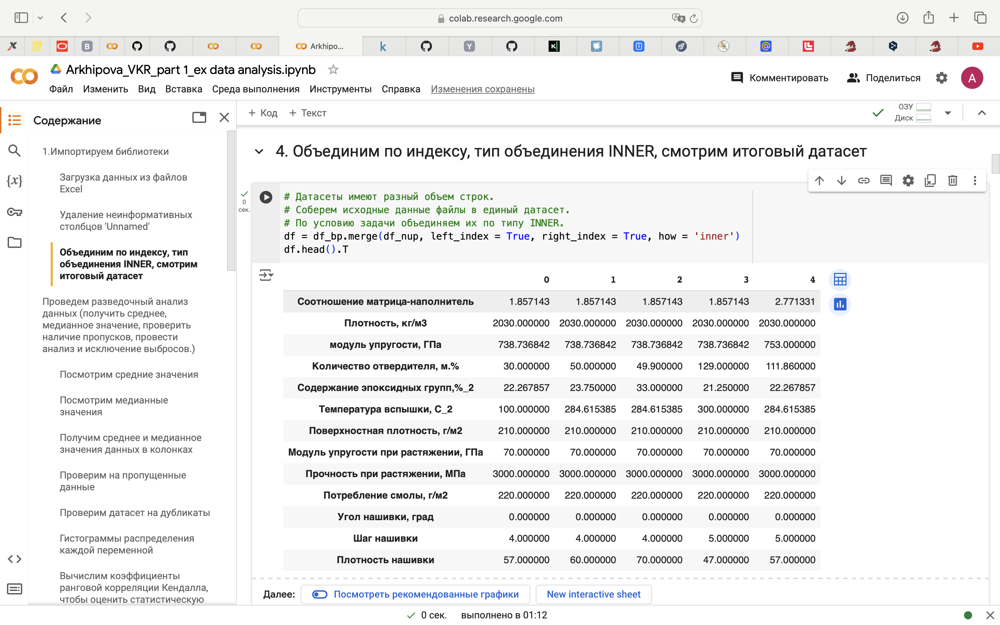 colab.research.google.com
Arkhipo...
Arkhipova_VKR_part 1_ex data analysis.ipynb
Файл Изменить Вид Вставка Среда выполнения Инструменты Справка Изменения сохранены
Комментировать Поделиться A
Содержание
+ Код + Текст
ОЗУ
Диск
1.Импортируем библиотеки
Загрузка данных из файлов
Excel
Удаление неинформативных
столбцов 'Unnamed'
Объединим по индексу, тип
объединения INNER, смотрим
итоговый датасет
Проведем разведочный анализ
данных (получить среднее,
медианное значение, проверить
наличие пропусков, провести
анализ и исключение выбросов.)
Посмотрим средние значения
Посмотрим медианные
значения
Получим среднее и медианное
значения данных в колонках
Проверим на пропущенные
данные
Проверим датасет на дубликаты
Гистограммы распределения
каждой переменной
Вычислим коэффициенты
ранговой корреляции Кендалла,
чтобы оценить статистическую
4. Объединим по индексу, тип объединения INNER, смотрим итоговый датасет
0
сек.
# Датасеты имеют разный объем строк.
# Соберем исходные данные файлы в единый датасет.
# По условию задачи объединяем их по типу INNER.
df = df_bp.merge(df_nup, left_index = True, right_index = True, how = 'inner')
df.head().T
0 1 2 3 4
Соотношение матрица-наполнитель 1.857143 1.857143 1.857143 1.857143 2.771331
Плотность, кг/м3 2030.000000 2030.000000 2030.000000 2030.000000 2030.000000
модуль упругости, ГПа 738.736842 738.736842 738.736842 738.736842 753.000000
Количество отвердителя, м.% 30.000000 50.000000 49.900000 129.000000 111.860000
Содержание эпоксидных групп,%_2 22.267857 23.750000 33.000000 21.250000 22.267857
Температура вспышки, С_2 100.000000 284.615385 284.615385 300.000000 284.615385
Поверхностная плотность, г/м2 210.000000 210.000000 210.000000 210.000000 210.000000
Модуль упругости при растяжении, ГПа 70.000000 70.000000 70.000000 70.000000 70.000000
Прочность при растяжении, МПа 3000.000000 3000.000000 3000.000000 3000.000000 3000.000000
Потребление смолы, г/м2 220.000000 220.000000 220.000000 220.000000 220.000000
Угол нашивки, град 0.000000 0.000000 0.000000 0.000000 0.000000
Шаг нашивки 4.000000 4.000000 4.000000 5.000000 5.000000
Плотность нашивки 57.000000 60.000000 70.000000 47.000000 57.000000
Далее: Посмотреть рекомендованные графики New interactive sheet
0 сек. выполнено в 01:12